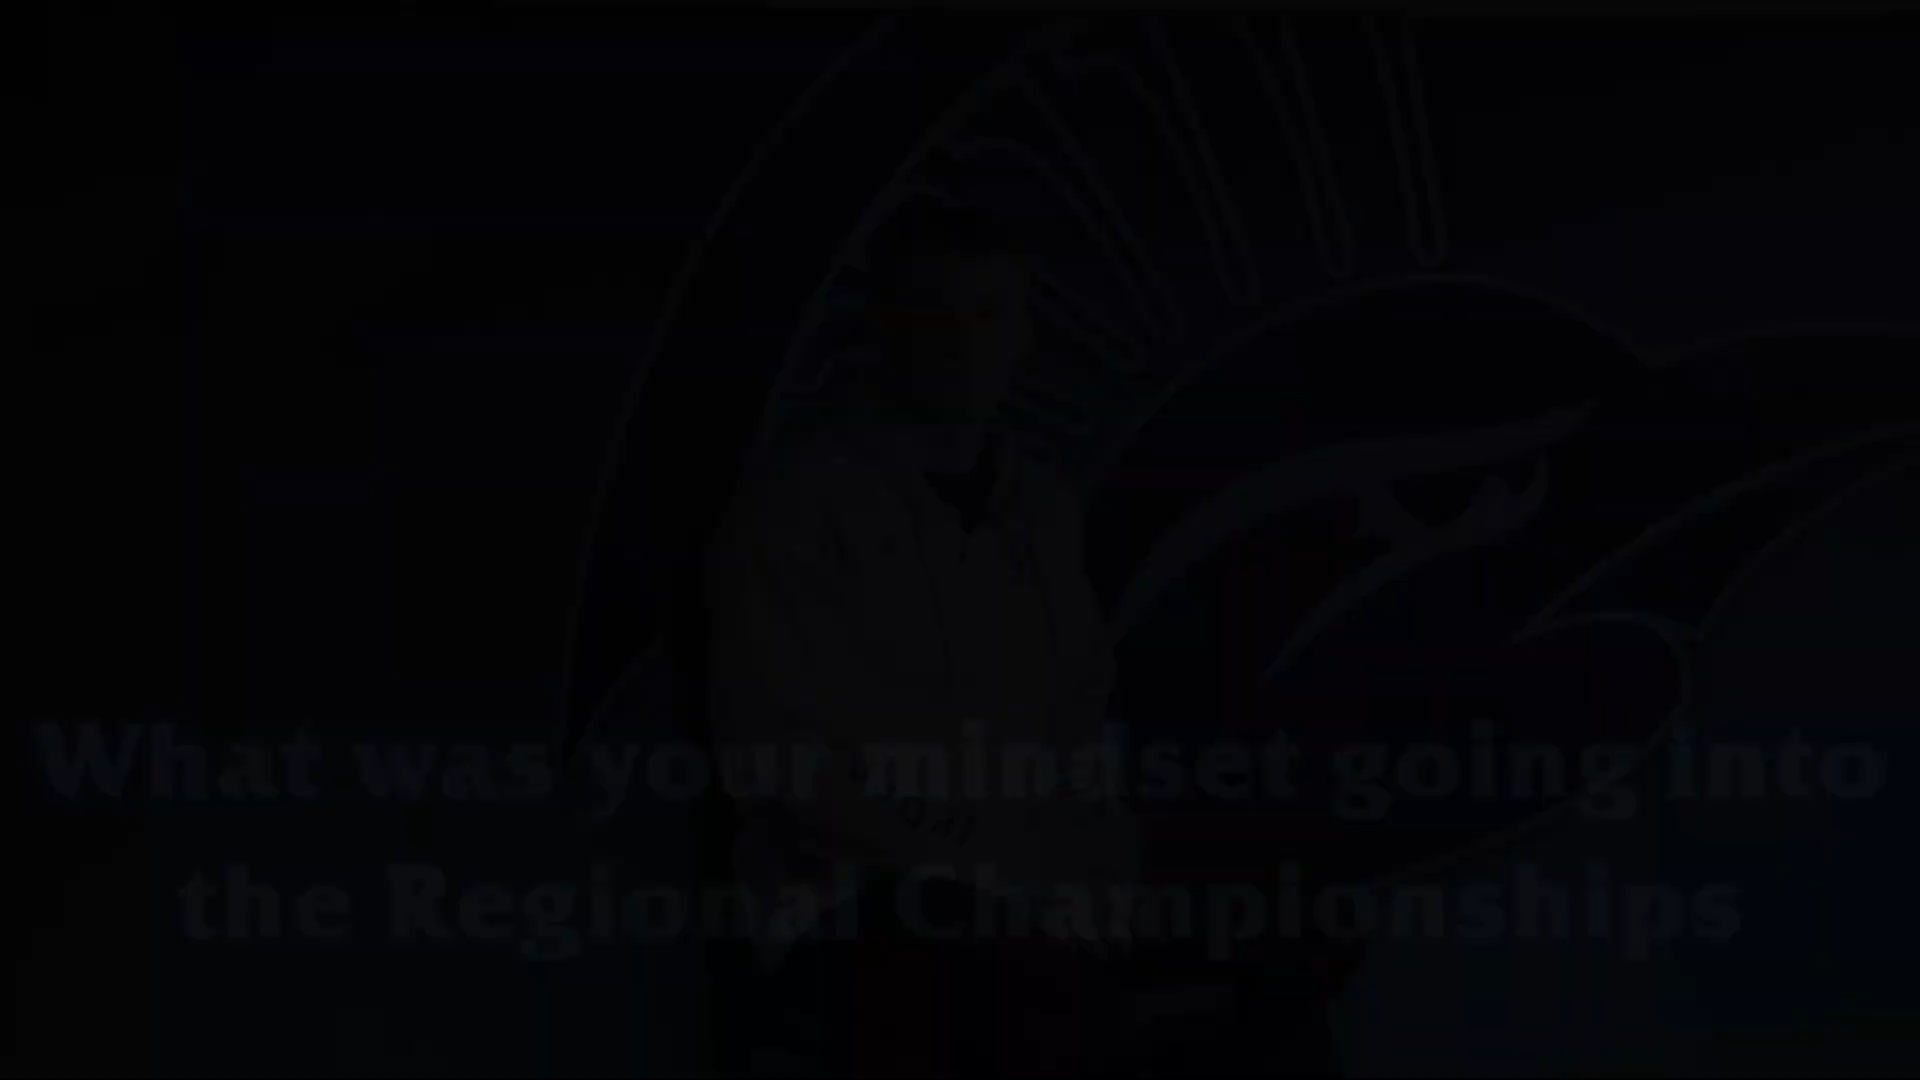 What was your mindset going into
the Regional Championships